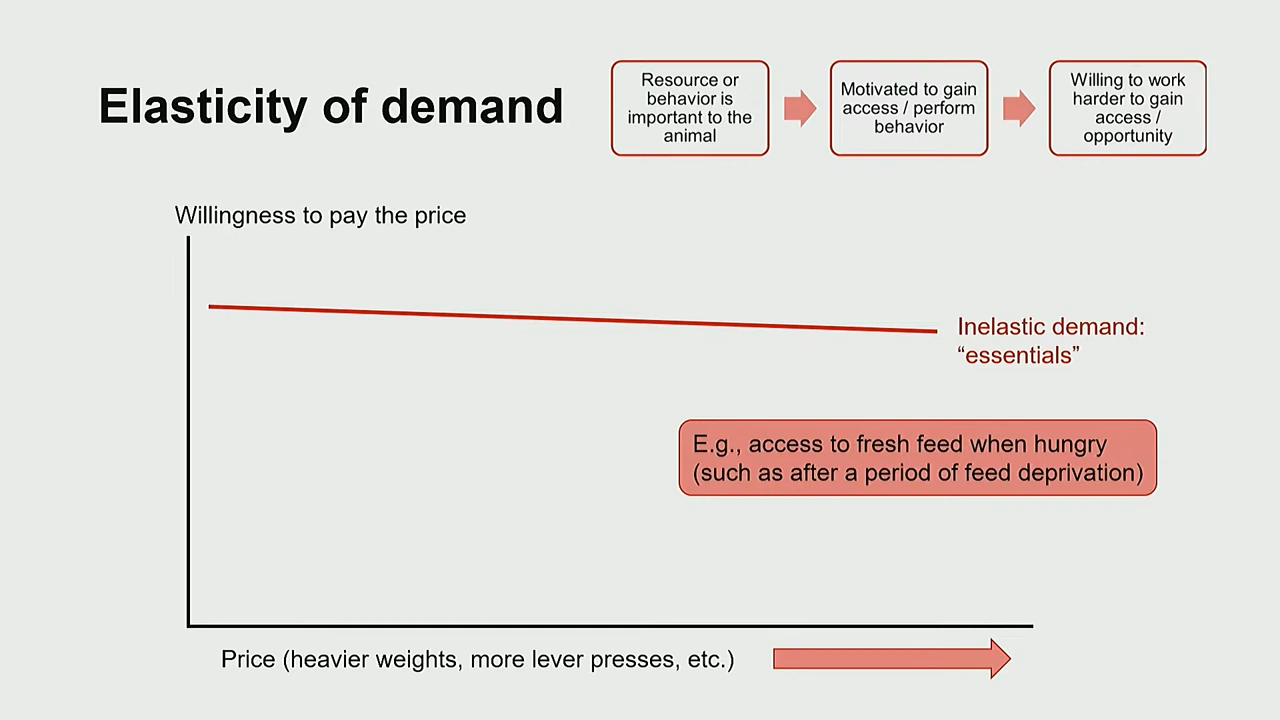 Elasticity of demand
Resource or
behavior is
important to the
animal
Motivated to gain
access / perform
behavior
Willing to work
harder to gain
access /
opportunity
Willingness to pay the price
Inelastic demand:
“essentials”
E.g., access to fresh feed when hungry
(such as after a period of feed deprivation)
Price (heavier weights, more lever presses, etc.)